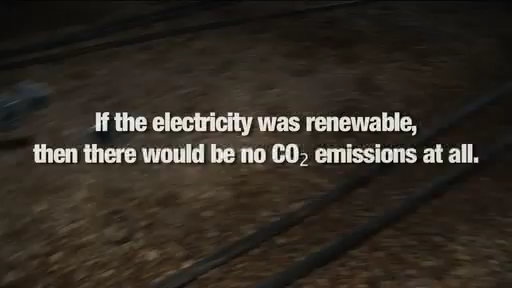 If the electricity was renewable,
then there would be no CO₂ emissions at all.